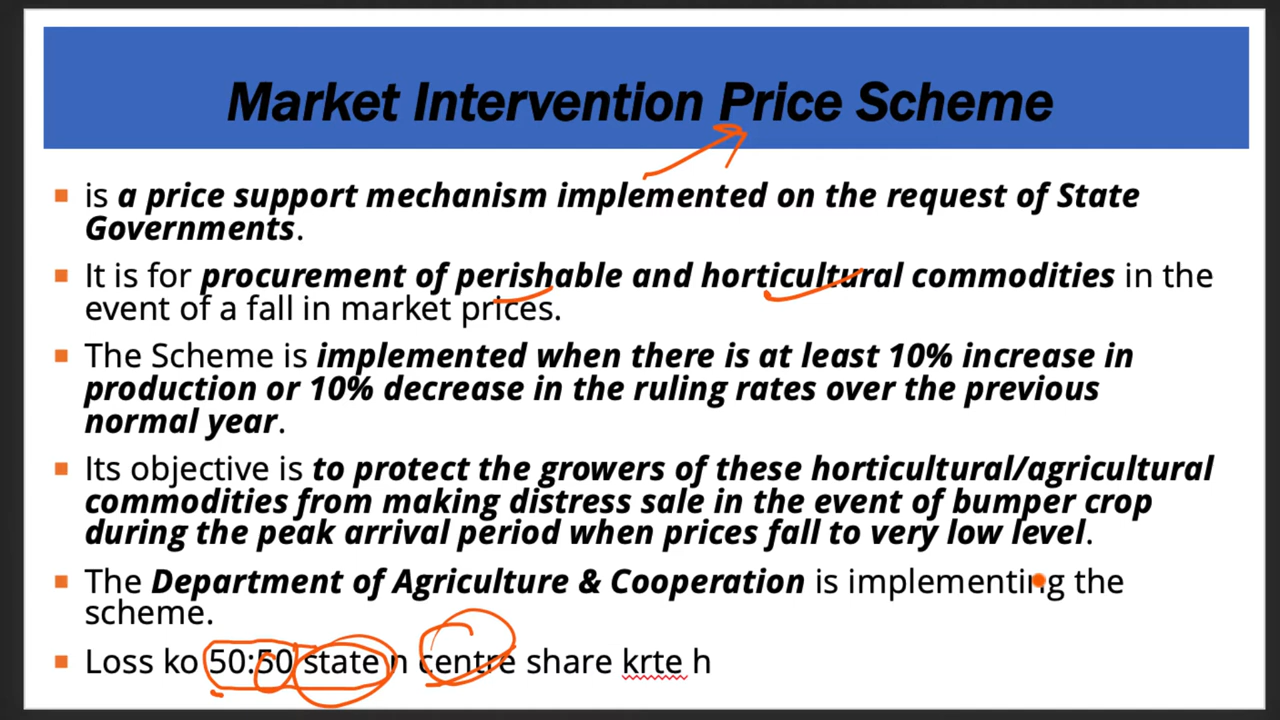 Market Intervention Price Scheme
is a price support mechanism implemented on the request of State
Governments.
It is for procurement of perishable and horticultural commodities in the
event of a fall in market prices.
The Scheme is implemented when there is at least 10% increase in
production or 10% decrease in the ruling rates over the previous
normal year.
Its objective is to protect the growers of these horticultural/agricultural
commodities from making distress sale in the event of bumper crop
during the peak arrival period when prices fall to very low level.
The Department of Agriculture & Cooperation is implementing the
scheme.
Loss ko 50:50 state n centre share krte h